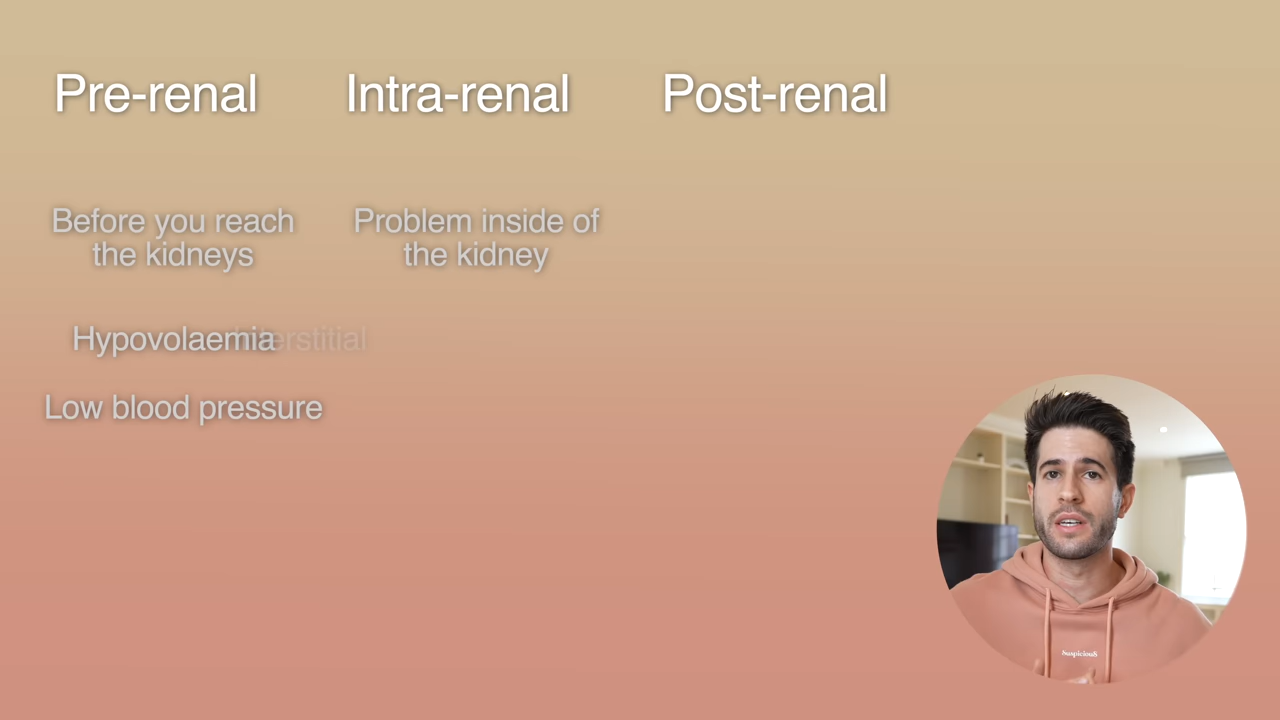 Pre-renal
Intra-renal
Post-renal
Before you reach
the kidneys
Problem inside of
the kidney
Hypovolaemia
Interstitial
Low blood pressure